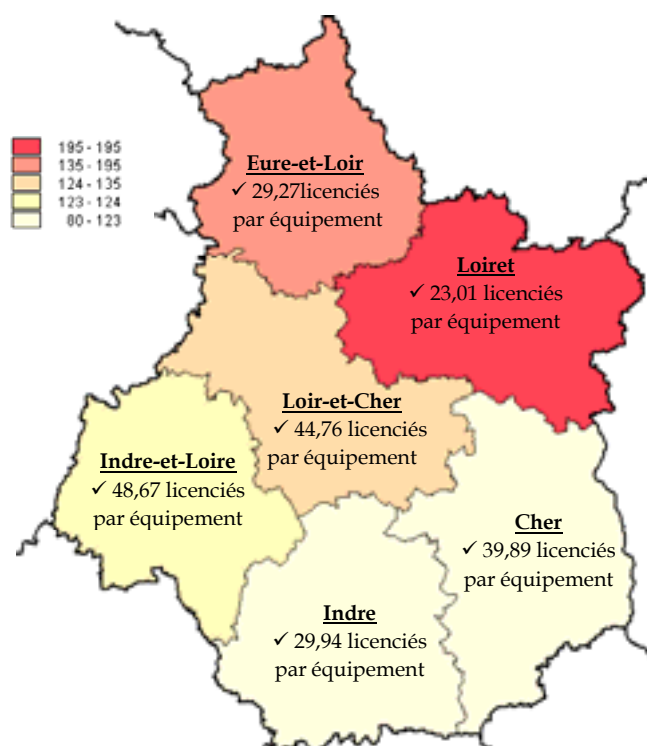 195 - 195
135 - 195
124 - 135
123 - 124
80 - 123
Eure-et-Loir
✓ 29,27licenciés
par équipement
Loiret
✓ 23,01 licenciés
par équipement
Loir-et-Cher
✓ 44,76 licenciés
par équipement
Indre-et-Loire
✓ 48,67 licenciés
par équipement
Cher
✓ 39,89 licenciés
par équipement
Indre
✓ 29,94 licenciés
par équipement